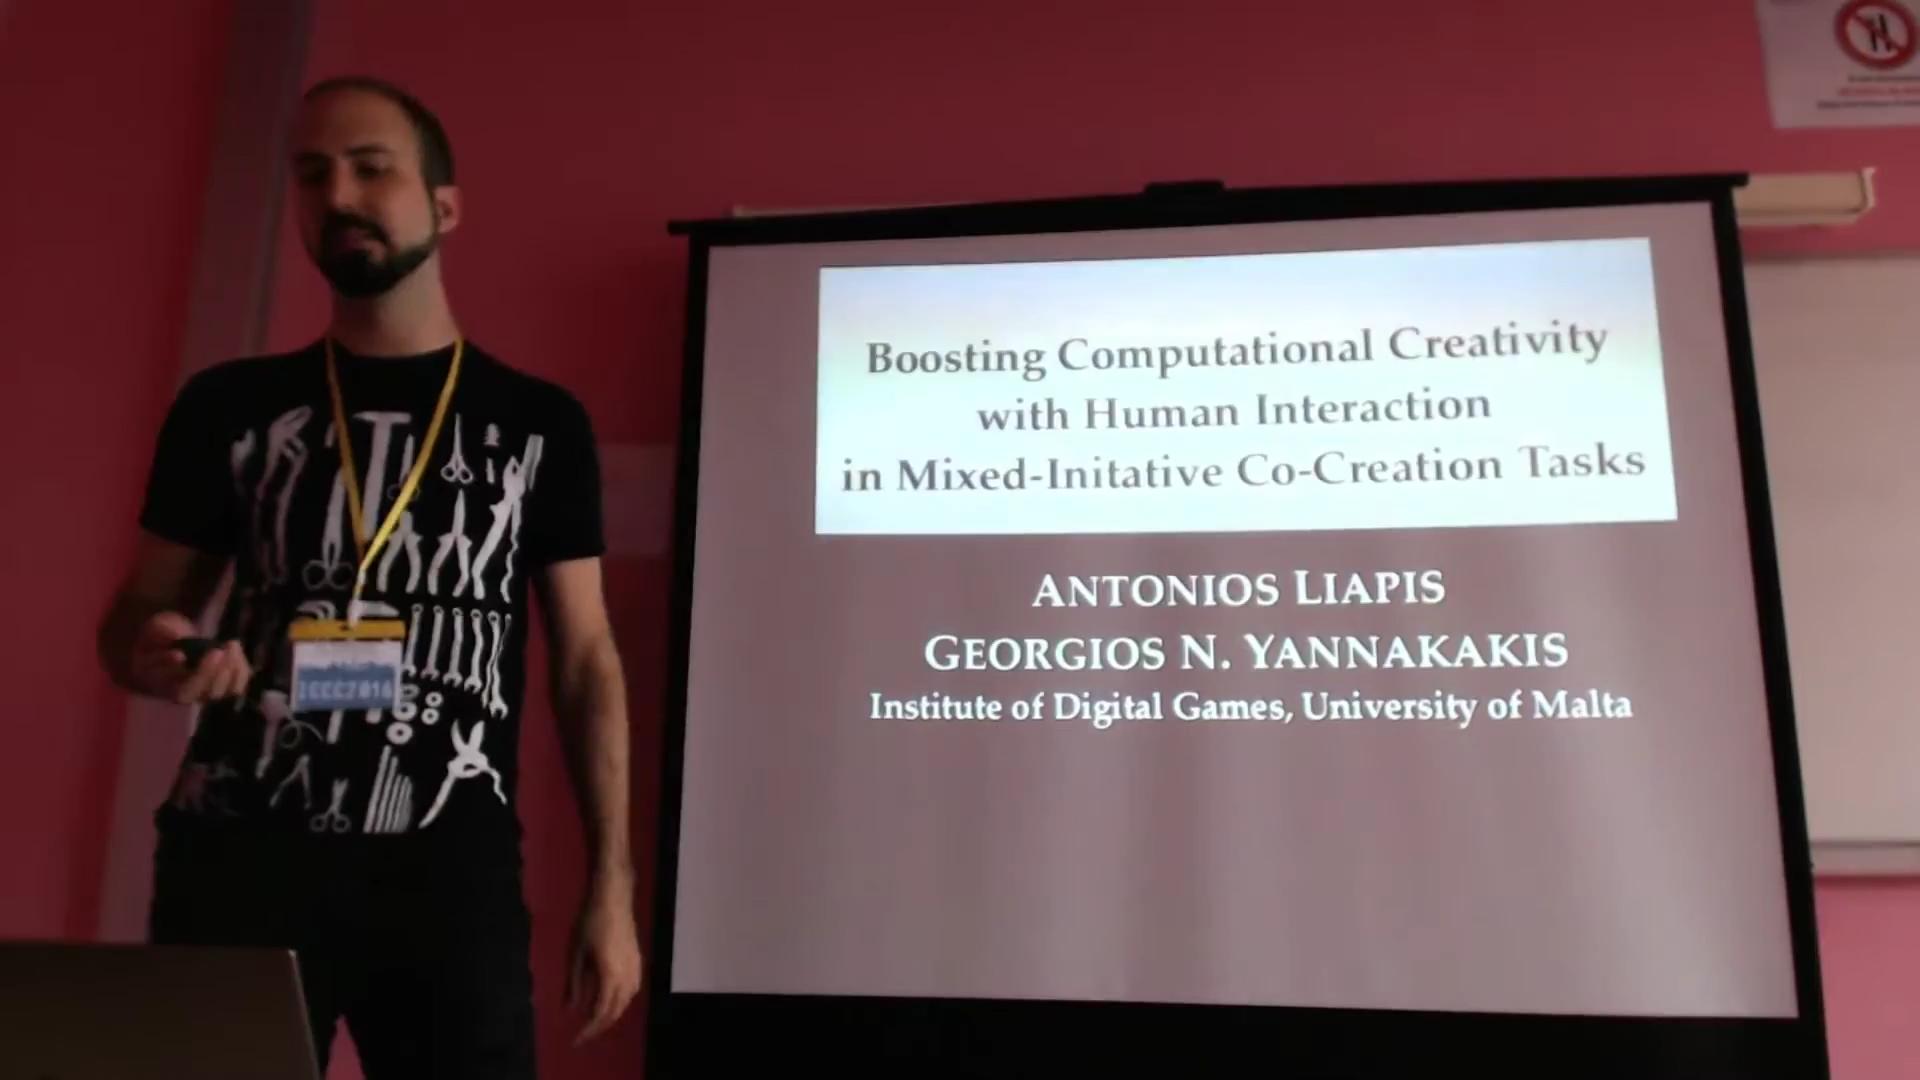 Boosting Computational Creativity
with Human Interaction
in Mixed-Initative Co-Creation Tasks
ANTONIOS LIAPIS
GEORGIOS N. YANNAKAKIS
Institute of Digital Games, University of Malta
ICCC2016